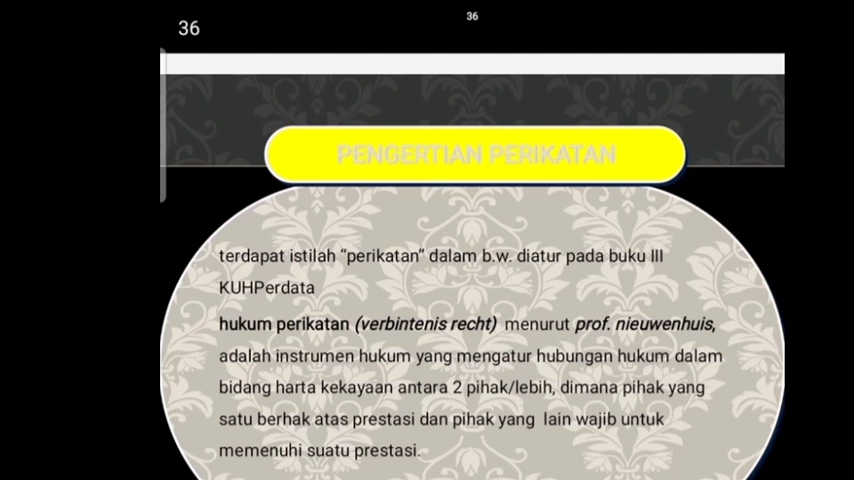 36
36
PENGERTIAN PERIKATAN
terdapat istilah “perikatan” dalam b.w. diatur pada buku III
KUHPerdata
hukum perikatan (verbintenis recht) menurut prof. nieuwenhuis,
adalah instrumen hukum yang mengatur hubungan hukum dalam
bidang harta kekayaan antara 2 pihak/lebih, dimana pihak yang
satu berhak atas prestasi dan pihak yang lain wajib untuk
memenuhi suatu prestasi.